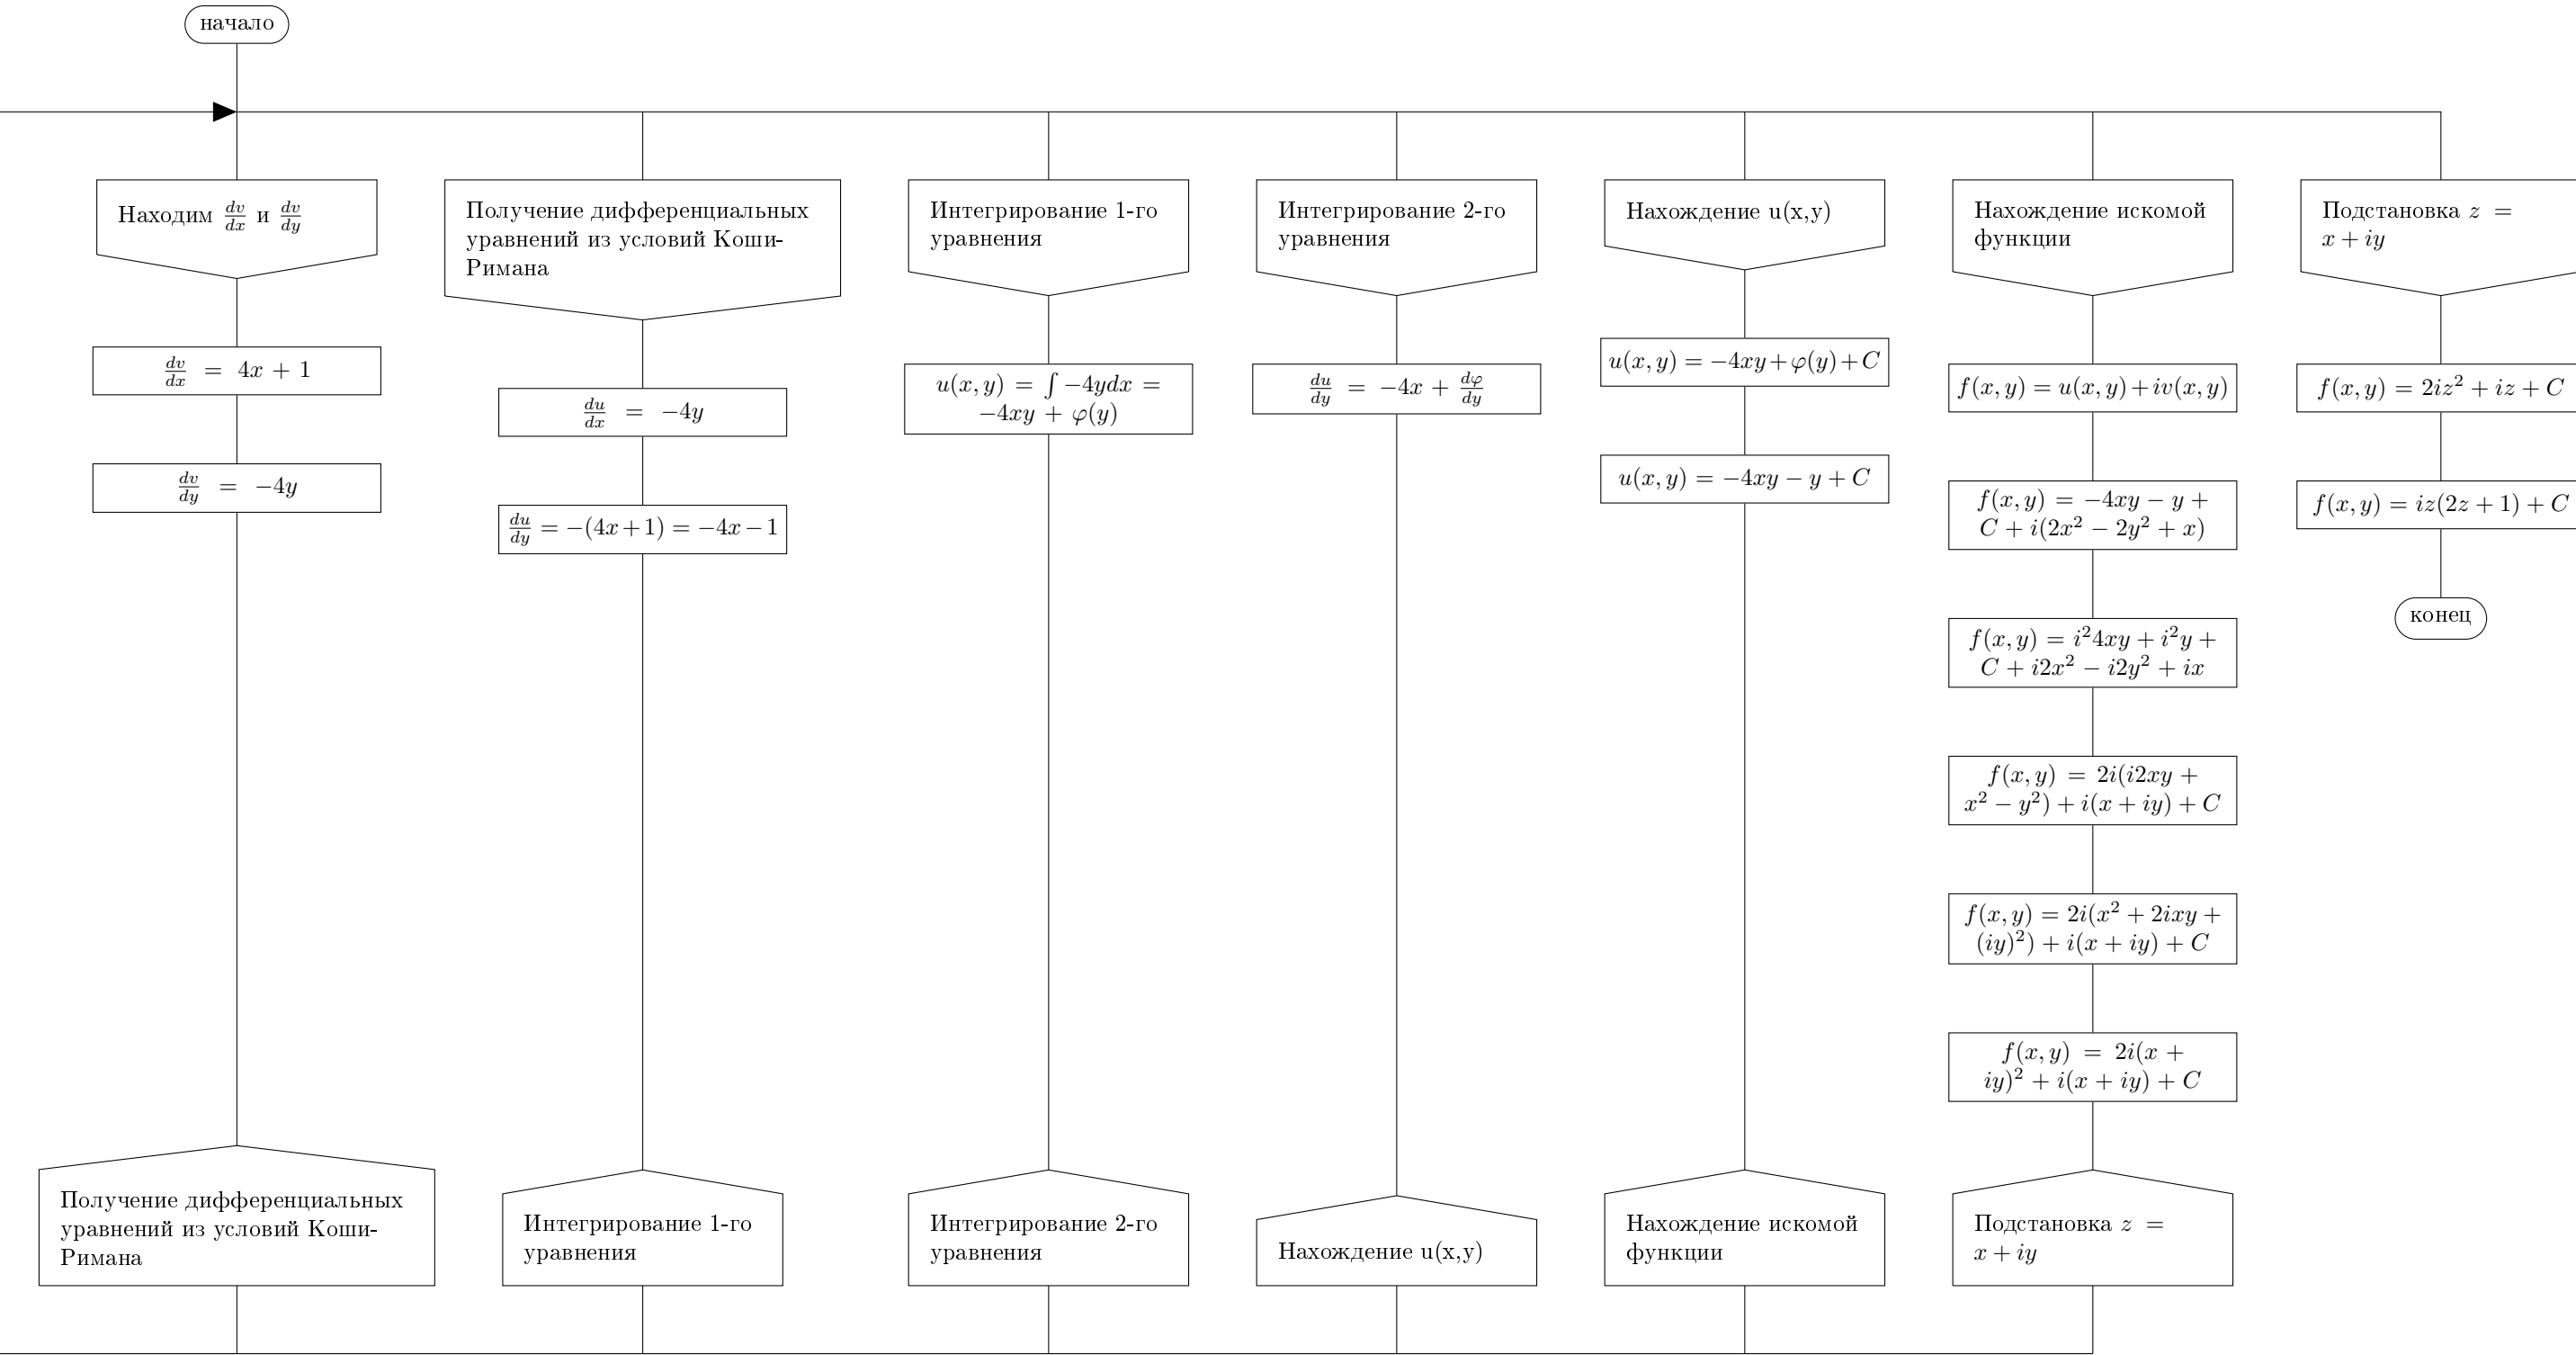 начало
Находим dv/dx и dv/dy
dv/dx = 4x + 1
dv/dy = −4y
Получение дифференциальных
уравнений из условий Коши-
Римана
Получение дифференциальных
уравнений из условий Коши-
Римана
du/dx = −4y
du/dy = −(4x+1) = −4x−1
Интегрирование 1-го
уравнения
Интегрирование 1-го
уравнения
u(x, y) = ∫ −4ydx =
−4xy + φ(y)
Интегрирование 2-го
уравнения
Интегрирование 2-го
уравнения
du/dy = −4x + dφ/dy
Нахождение u(x,y)
Нахождение u(x,y)
u(x, y) = −4xy+φ(y)+C
u(x, y) = −4xy − y + C
Нахождение искомой
функции
Нахождение искомой
функции
f(x, y) = u(x, y)+iv(x, y)
f(x, y) = −4xy − y +
C + i(2x² − 2y² + x)
f(x, y) = i²4xy + i²y +
C + i2x² − i2y² + ix
f(x, y) = 2i(i2xy +
x² − y²) + i(x + iy) + C
f(x, y) = 2i(x² + 2ixy +
(iy)²) + i(x + iy) + C
f(x, y) = 2i(x +
iy)² + i(x + iy) + C
Подстановка z =
x + iy
Подстановка z =
x + iy
f(x, y) = 2iz² + iz + C
f(x, y) = iz(2z + 1) + C
конец